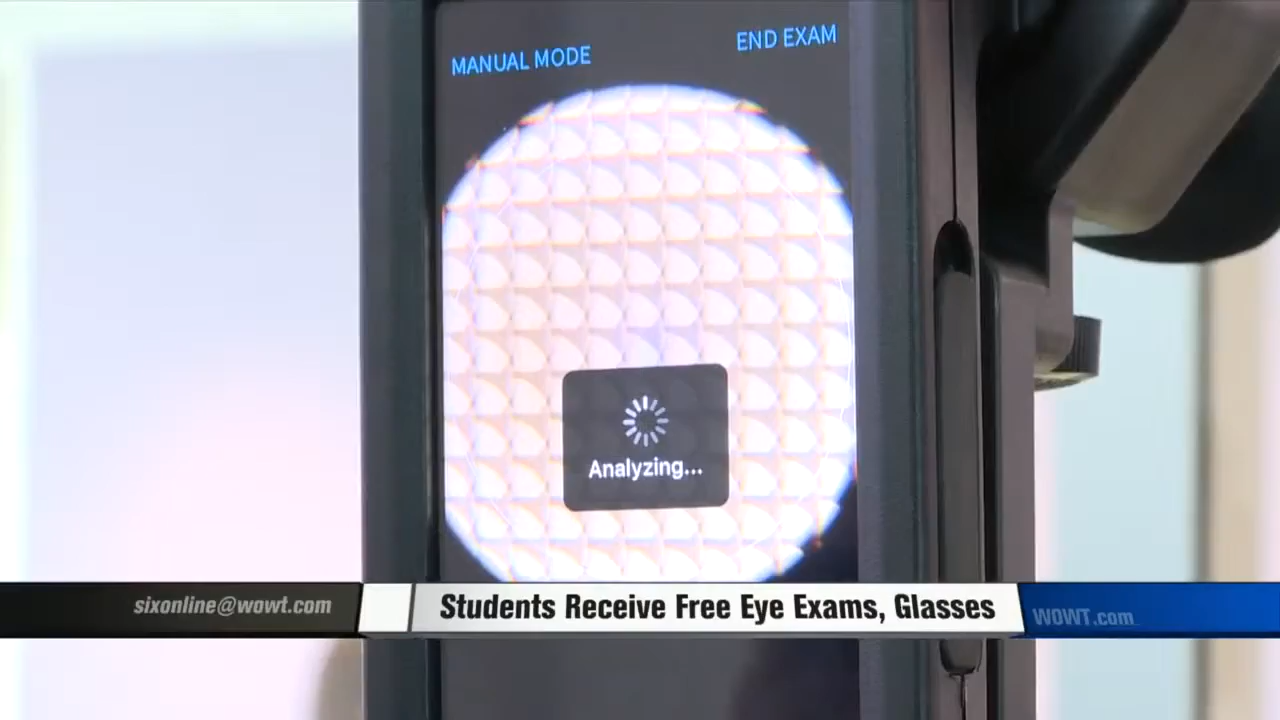 MANUAL MODE
END EXAM
Analyzing...
sixonline@wowt.com
Students Receive Free Eye Exams, Glasses
WOWT.com